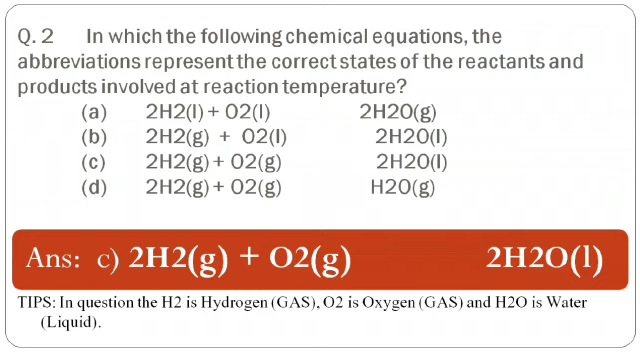 Q. 2 In which the following chemical equations, the
abbreviations represent the correct states of the reactants and
products involved at reaction temperature?
(a) 2H2(l) + O2(l) 2H2O(g)
(b) 2H2(g) + O2(l) 2H2O(l)
(c) 2H2(g) + O2(g) 2H2O(l)
(d) 2H2(g) + O2(g) H2O(g)
Ans: c) 2H2(g) + O2(g) 2H2O(l)
TIPS: In question the H2 is Hydrogen (GAS), O2 is Oxygen (GAS) and H2O is Water
(Liquid).